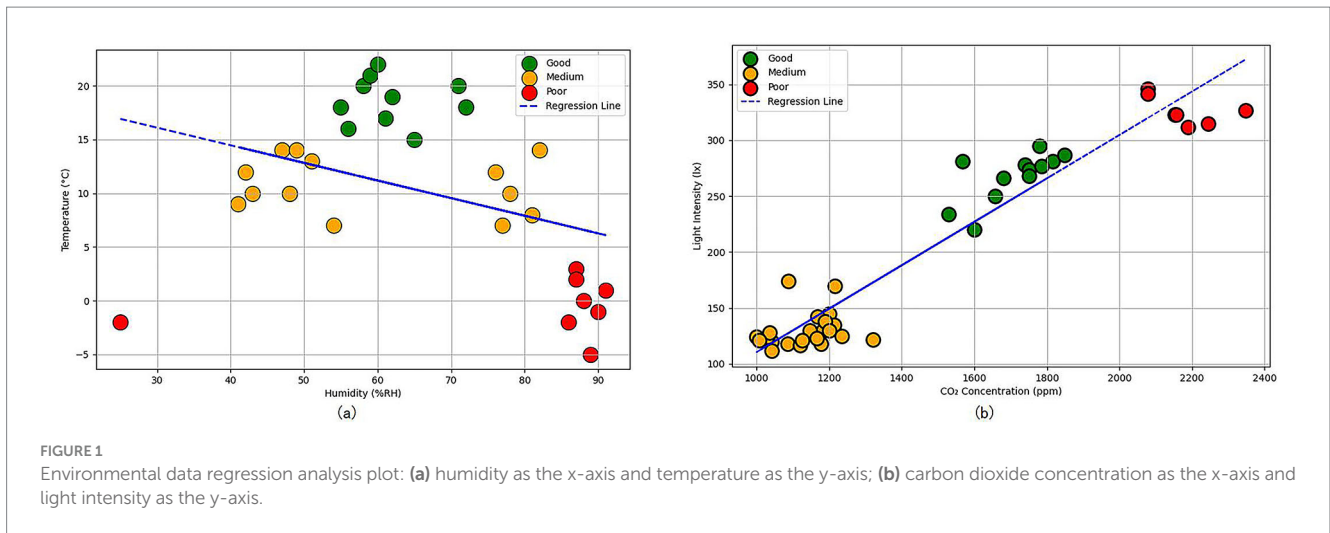 Good
Medium
Poor
Regression Line
20
15
10
5
0
−5
Temperature (°C)
30 40 50 60 70 80 90
Humidity (%RH)
(a)
Good
Medium
Poor
Regression Line
350
300
250
200
150
100
Light Intensity (lx)
1000 1200 1400 1600 1800 2000 2200 2400
CO₂ Concentration (ppm)
(b)
FIGURE 1
Environmental data regression analysis plot: (a) humidity as the x-axis and temperature as the y-axis; (b) carbon dioxide concentration as the x-axis and
light intensity as the y-axis.